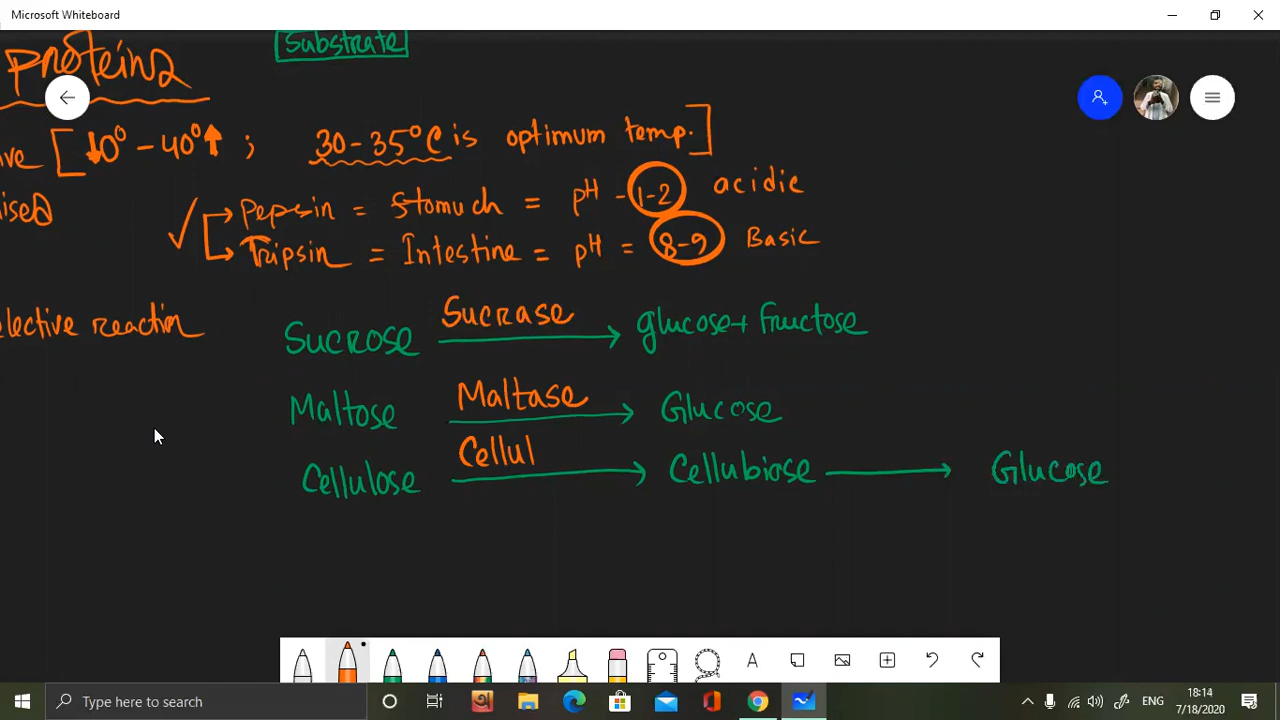 Microsoft Whiteboard
Substrate
proteins
ive [10° - 40° ; 30-35°C is optimum temp.]
ised
Pepsin = Stomuch = pH - 1-2 acidic
Tripsin = Intestine = pH = 8-9 Basic
elective reaction
Sucrose Sucrase glucose + Fructose
Maltose Maltase Glucose
Cellulose Cellul Cellubiose Glucose
A
Type here to search
ENG
18:14
7/18/2020